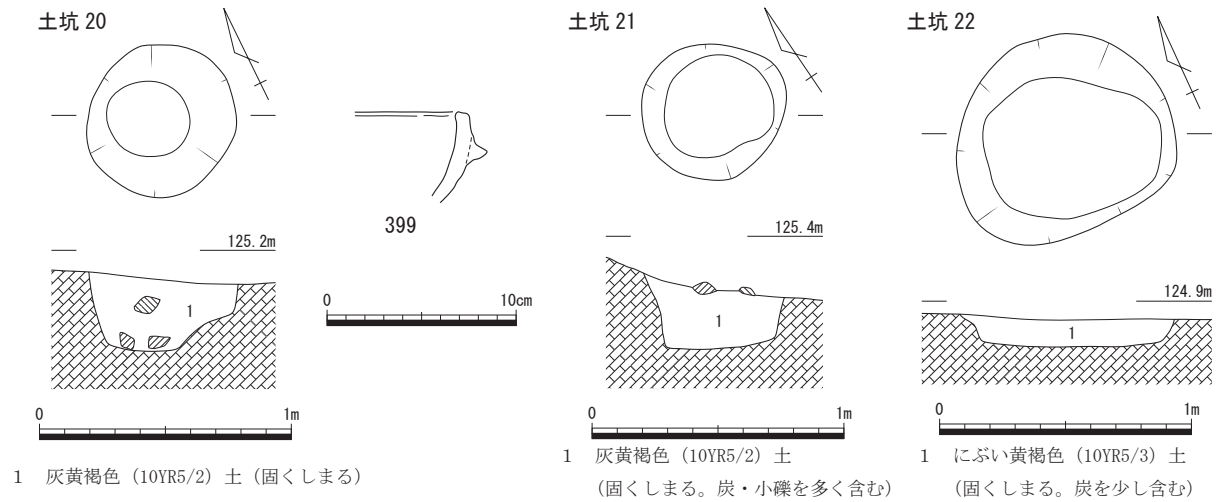 土坑 20
125.2m
1
0 1m
1 灰黄褐色（10YR5/2）土（固くしまる）
399
0 10cm
土坑 21
125.4m
1
0 1m
1 灰黄褐色（10YR5/2）土
（固くしまる。炭・小礫を多く含む）
土坑 22
124.9m
1
0 1m
1 にぶい黄褐色（10YR5/3）土
（固くしまる。炭を少し含む）